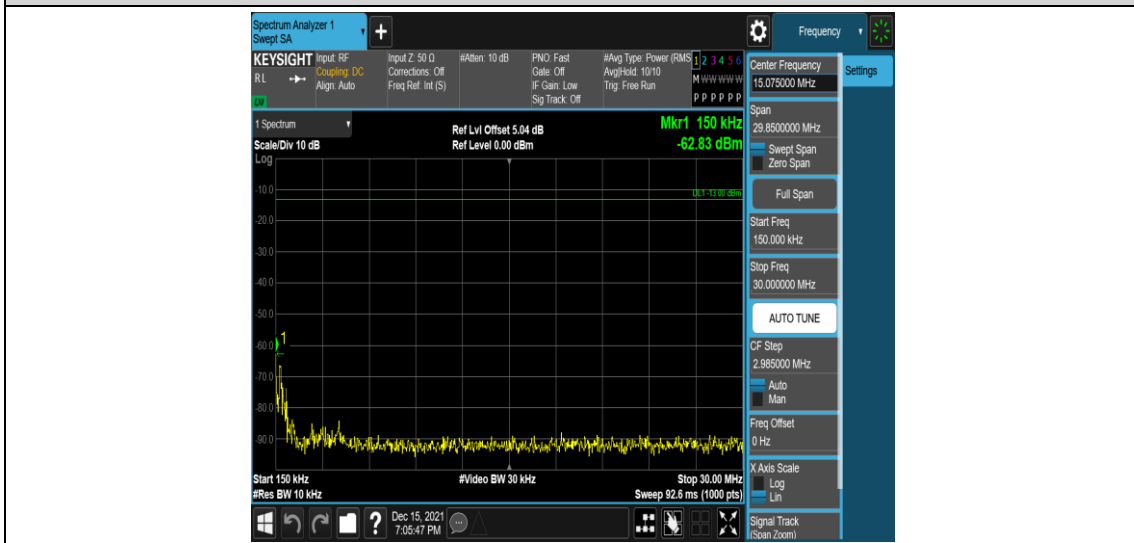 Spectrum Analyzer 1
Swept SA
+
Frequency
KEYSIGHT
RL
LXI
Input: RF
Coupling: DC
Align: Auto
Input Z: 50 Ω
Corrections: Off
Freq Ref: Int (S)
#Atten: 10 dB
PNO: Fast
Gate: Off
IF Gain: Low
Sig Track: Off
#Avg Type: Power (RMS
Avg|Hold: 10/10
Trig: Free Run
1 2 3 4 5 6
M W W W W W
P P P P P P
1 Spectrum
Scale/Div 10 dB
Log
Ref Lvl Offset 5.04 dB
Ref Level 0.00 dBm
Mkr1 150 kHz
-62.83 dBm
DL1 -13.00 dBm
-10.0
-20.0
-30.0
-40.0
-50.0
-60.0
1
-70.0
-80.0
-90.0
Start 150 kHz
#Res BW 10 kHz
#Video BW 30 kHz
Stop 30.00 MHz
Sweep 92.6 ms (1000 pts)
?
Dec 15, 2021
7:05:47 PM
Center Frequency
15.075000 MHz
Settings
Span
29.8500000 MHz
Swept Span
Zero Span
Full Span
Start Freq
150.000 kHz
Stop Freq
30.000000 MHz
AUTO TUNE
CF Step
2.985000 MHz
Auto
Man
Freq Offset
0 Hz
X Axis Scale
Log
Lin
Signal Track
(Span Zoom)